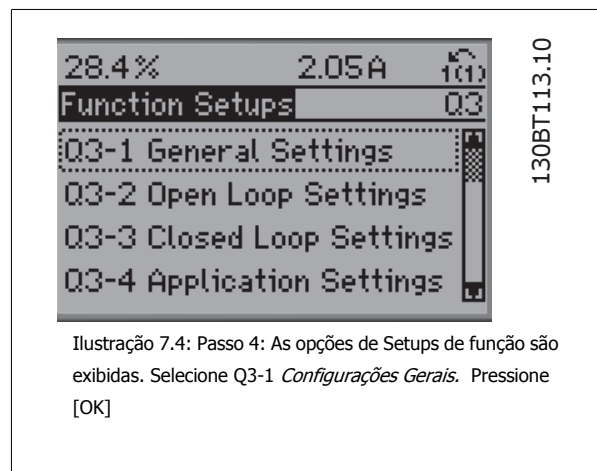 28.4% 2.05A 1(1)
Function Setups Q3
Q3-1 General Settings
Q3-2 Open Loop Settings
Q3-3 Closed Loop Settings
Q3-4 Application Settings
130BT113.10
Ilustração 7.4: Passo 4: As opções de Setups de função são
exibidas. Selecione Q3-1 Configurações Gerais. Pressione
[OK]